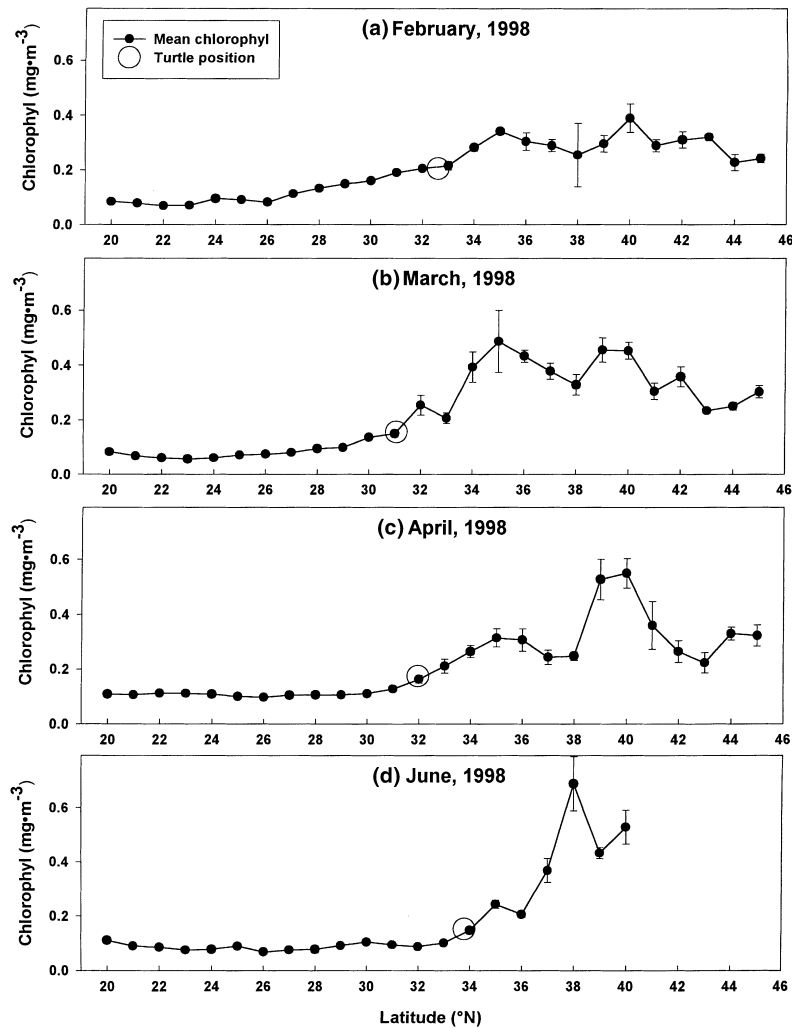 (a) February, 1998
Mean chlorophyl
Turtle position
Chlorophyl (mg•m⁻³)
0.6
0.4
0.2
0.0
20 22 24 26 28 30 32 34 36 38 40 42 44 46
(b) March, 1998
Chlorophyl (mg•m⁻³)
0.6
0.4
0.2
0.0
20 22 24 26 28 30 32 34 36 38 40 42 44 46
(c) April, 1998
Chlorophyl (mg•m⁻³)
0.6
0.4
0.2
0.0
20 22 24 26 28 30 32 34 36 38 40 42 44 46
(d) June, 1998
Chlorophyl (mg•m⁻³)
0.6
0.4
0.2
0.0
20 22 24 26 28 30 32 34 36 38 40 42 44 46
Latitude (°N)